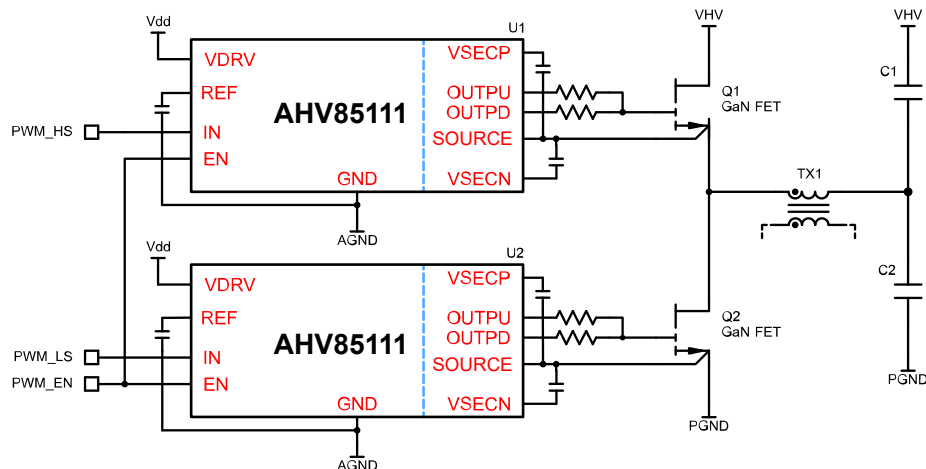 Vdd
U1
VHV
VHV
VDRV
VSECP
C1
REF
OUTPU
Q1
GaN FET
AHV85111
OUTPD
PWM_HS
IN
SOURCE
EN
GND
VSECN
TX1
AGND
Vdd
U2
VDRV
VSECP
C2
REF
OUTPU
Q2
GaN FET
AHV85111
OUTPD
PWM_LS
IN
SOURCE
PWM_EN
EN
PGND
GND
VSECN
PGND
AGND